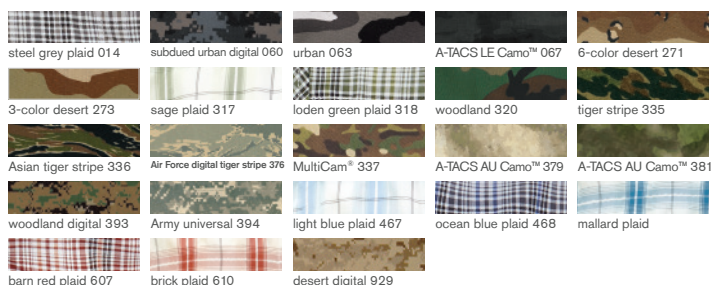 steel grey plaid 014
subdued urban digital 060
urban 063
A-TACS LE Camo™ 067
6-color desert 271
3-color desert 273
sage plaid 317
loden green plaid 318
woodland 320
tiger stripe 335
Asian tiger stripe 336
Air Force digital tiger stripe 376
MultiCam® 337
A-TACS AU Camo™ 379
A-TACS AU Camo™ 381
woodland digital 393
Army universal 394
light blue plaid 467
ocean blue plaid 468
mallard plaid
barn red plaid 607
brick plaid 610
desert digital 929